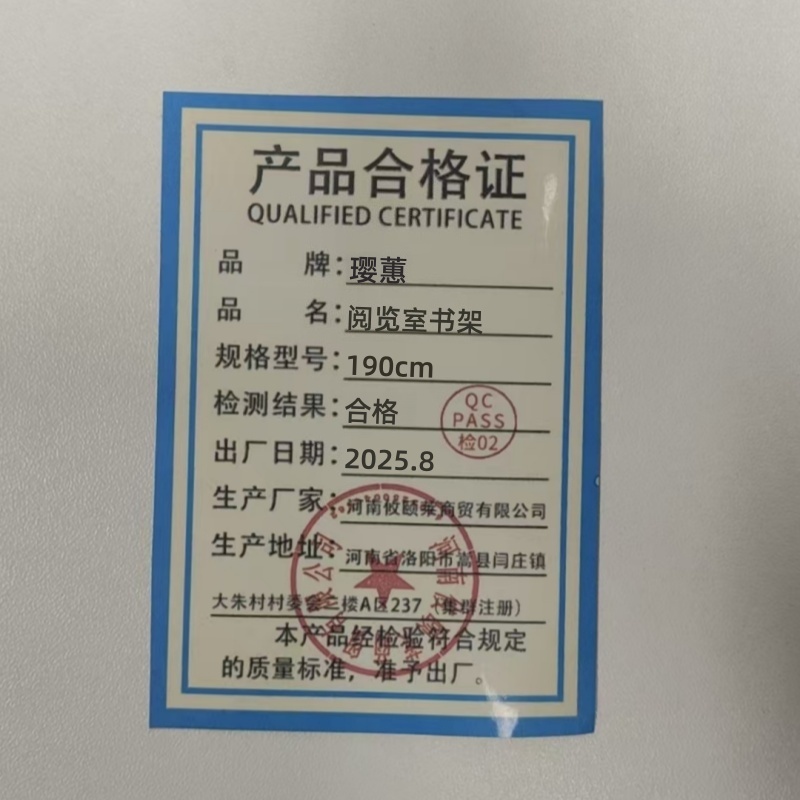 产品合格证
QUALIFIED CERTIFICATE
品 牌：璎蕙
品 名：阅览室书架
规格型号：190cm
检测结果：合格
QC
PASS
检02
出厂日期：2025.8
生产厂家：河南攸颐莱商贸有限公司
生产地址：河南省洛阳市嵩县闫庄镇
大朱村村委会三楼A区237（集群注册）
本产品经检验符合规定
的质量标准，准予出厂。